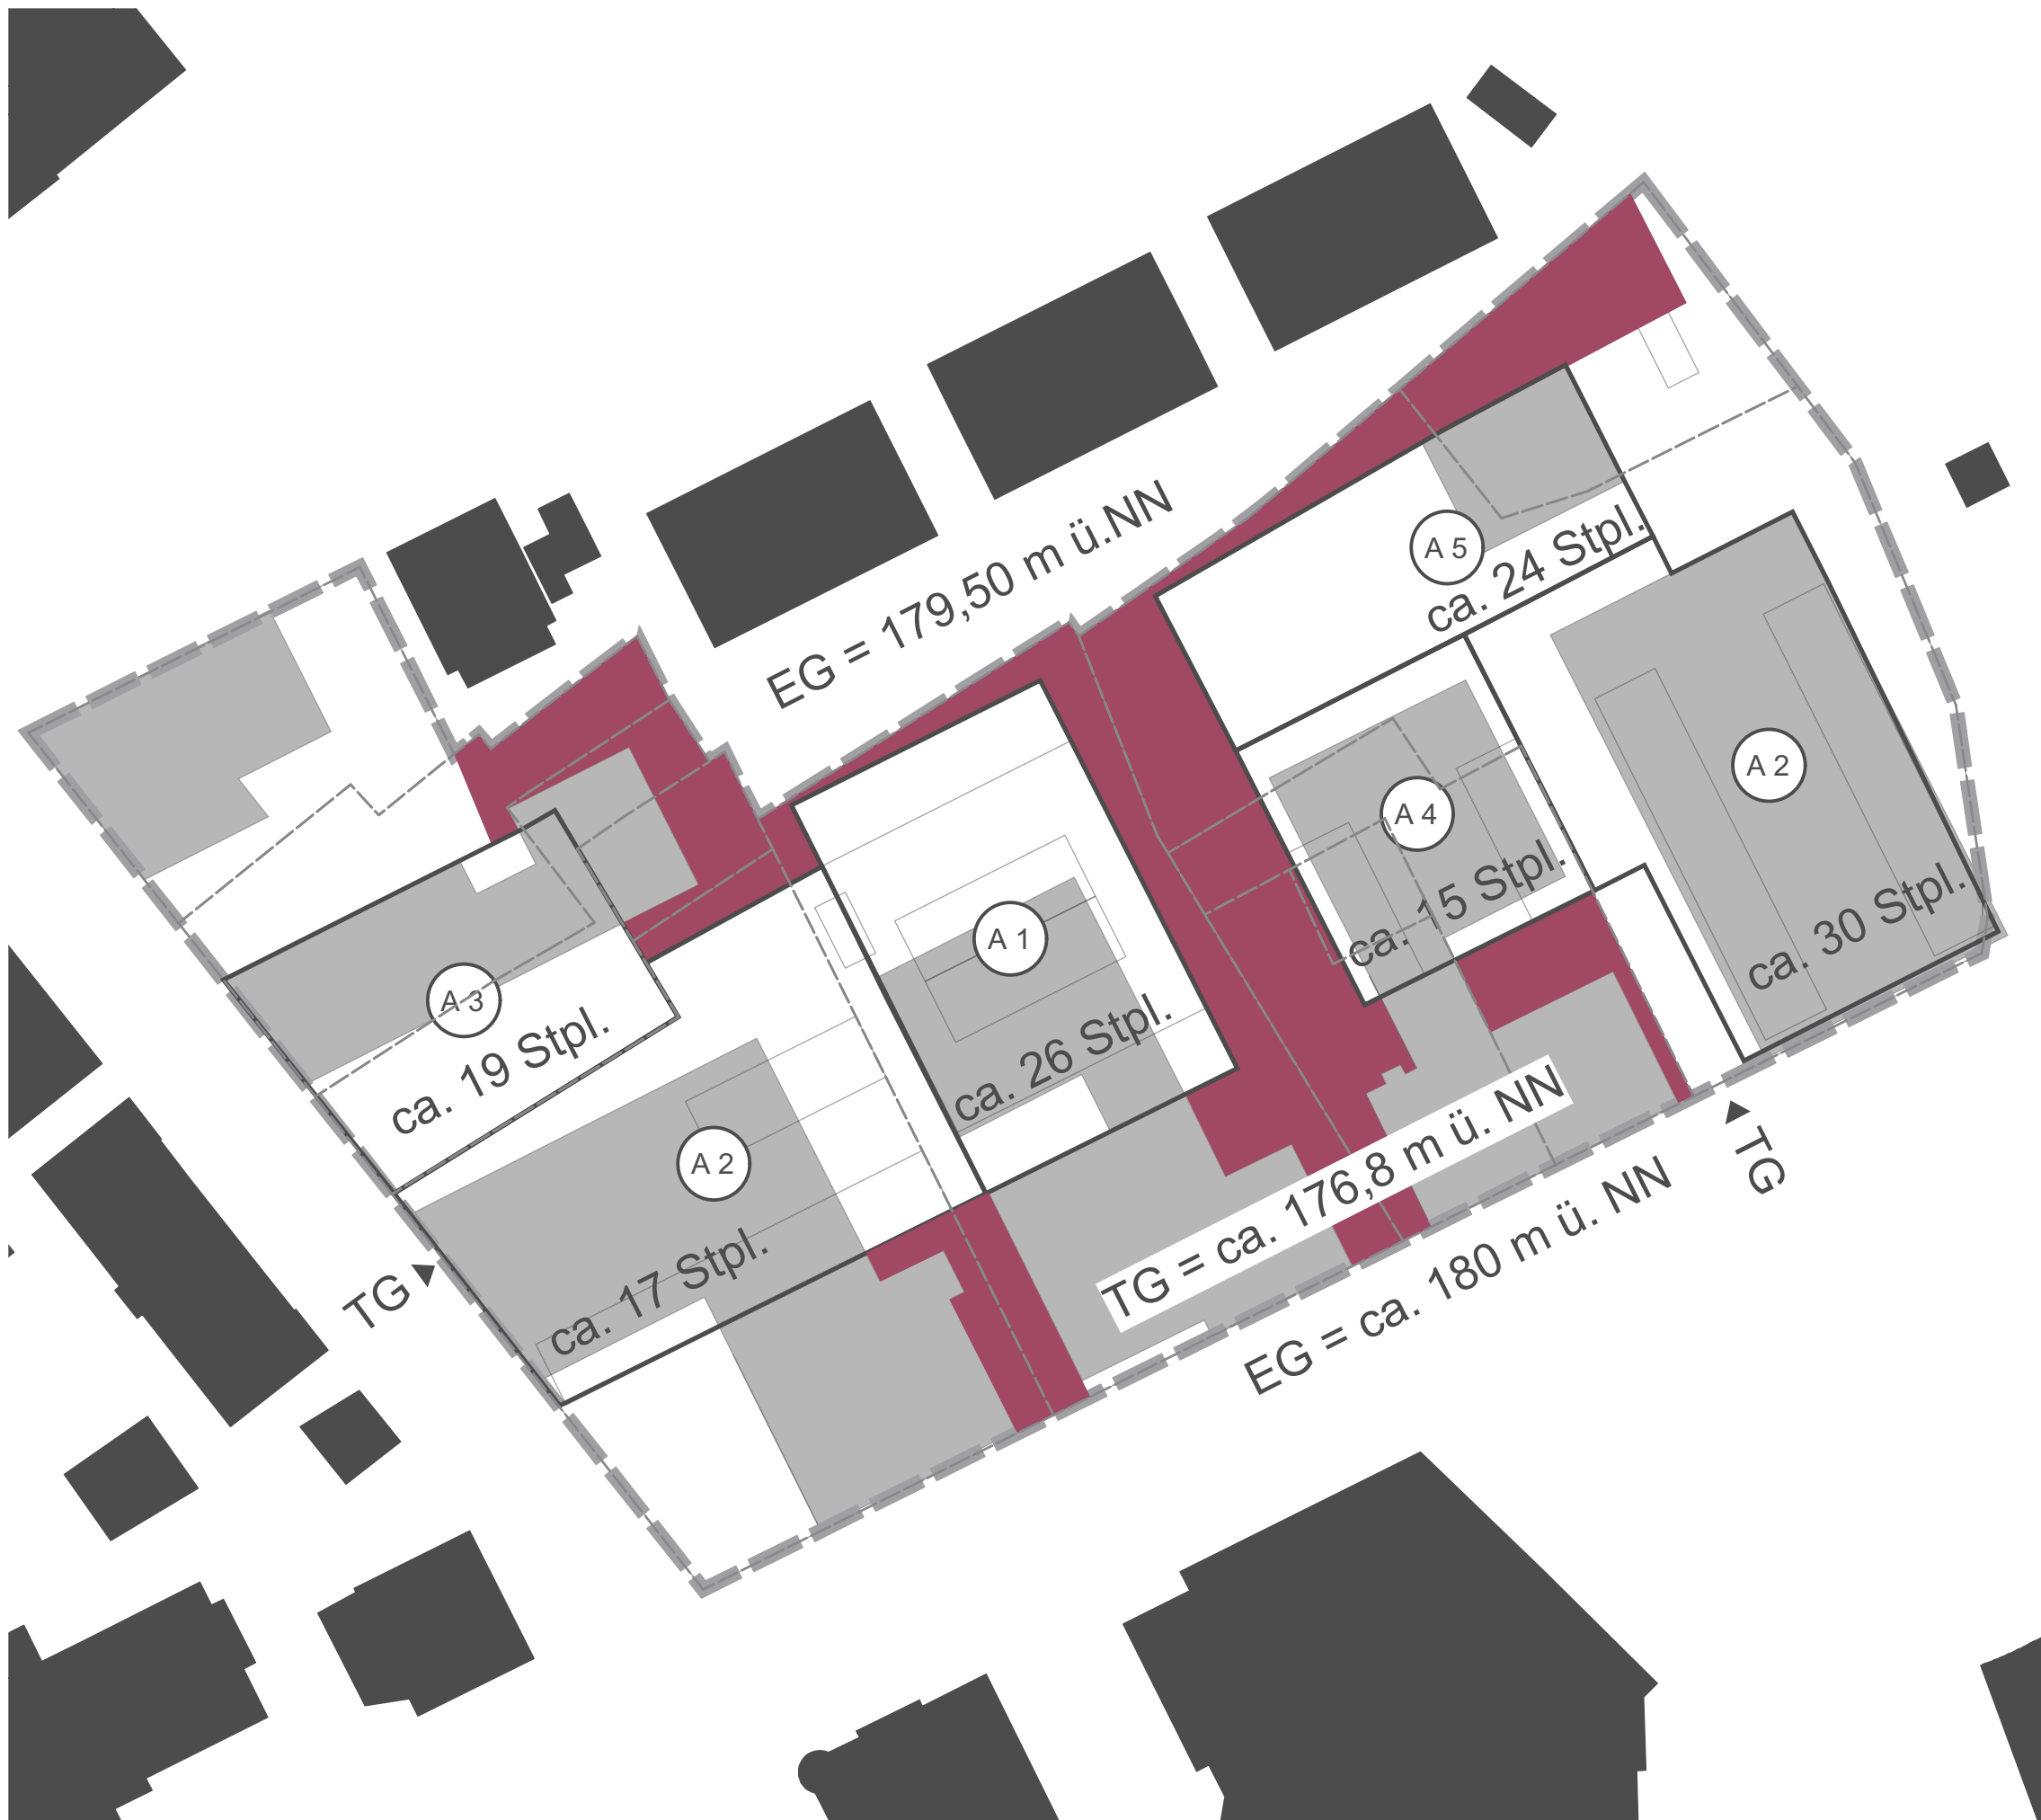 EG = 179,50 m ü.NN
A 5
ca. 24 Stpl.
A 2
ca. 30 Stpl.
A 4
ca. 15 Stpl.
A 1
ca. 26 Stpl.
A 3
ca. 19 Stpl.
A 2
ca. 17 Stpl.
TG
TG = ca. 176,8 m ü. NN
EG = ca. 180 m ü. NN
TG